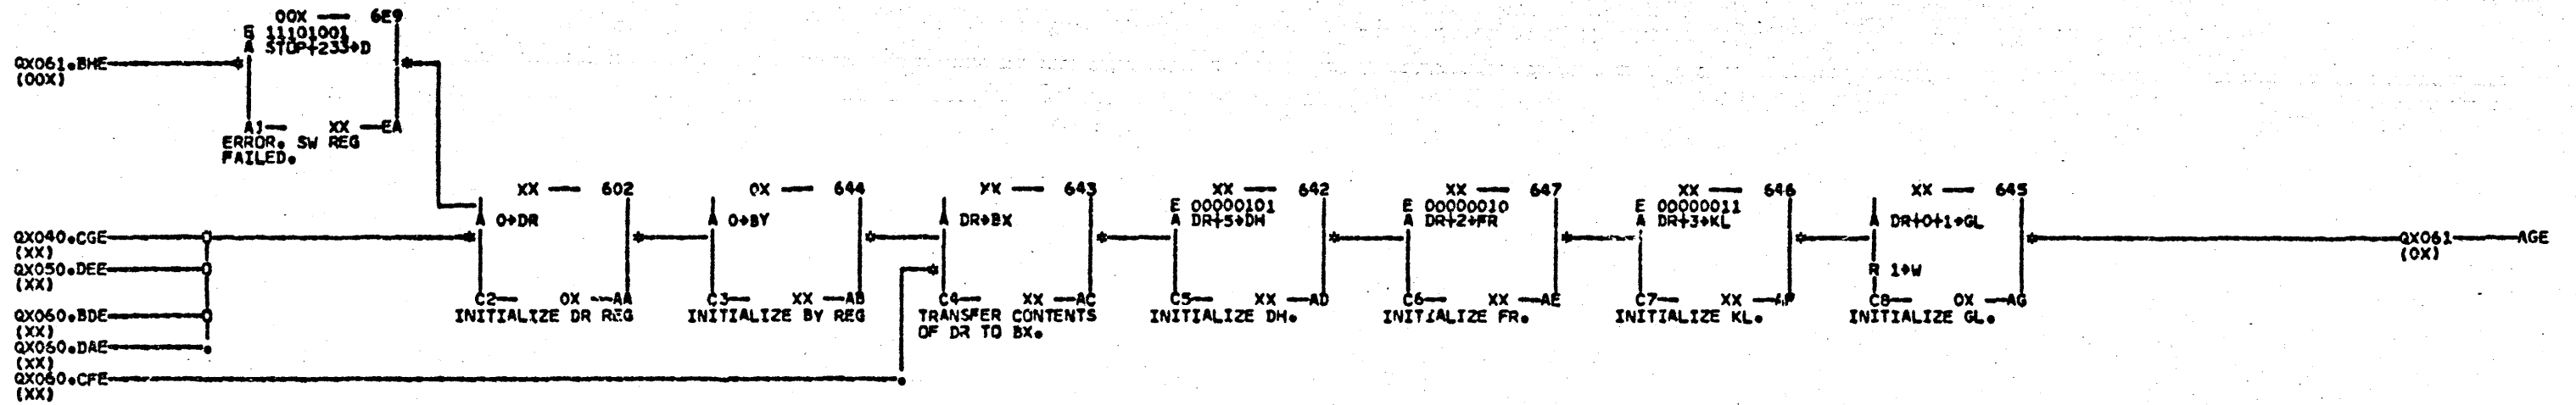 00X — 6E9
E 11101001
A STOP+233→D
QX061.BHE
(00X)
A1— XX —EA
ERROR. SW REG
FAILED.
XX — 602
A 0→DR
C2— 0X —AA
INITIALIZE DR REG
0X — 644
A 0→BY
C3— XX —AB
INITIALIZE BY REG
XX — 643
A DR→BX
C4— XX —AC
TRANSFER CONTENTS
OF DR TO BX.
XX — 642
E 00000101
A DR+5→DH
C5— XX —AD
INITIALIZE DH.
XX — 647
E 00000010
A DR+2→FR
C6— XX —AE
INITIALIZE FR.
XX — 646
E 00000011
A DR+3→KL
C7— XX —AF
INITIALIZE KL.
XX — 645
A DR+0+1→GL
R 1→W
C8— 0X —AG
INITIALIZE GL.
QX061—AGE
(0X)
QX040.CGE
(XX)
QX050.DEE
(XX)
QX060.BDE
(XX)
QX060.DAE
(XX)
QX060.CFE
(XX)